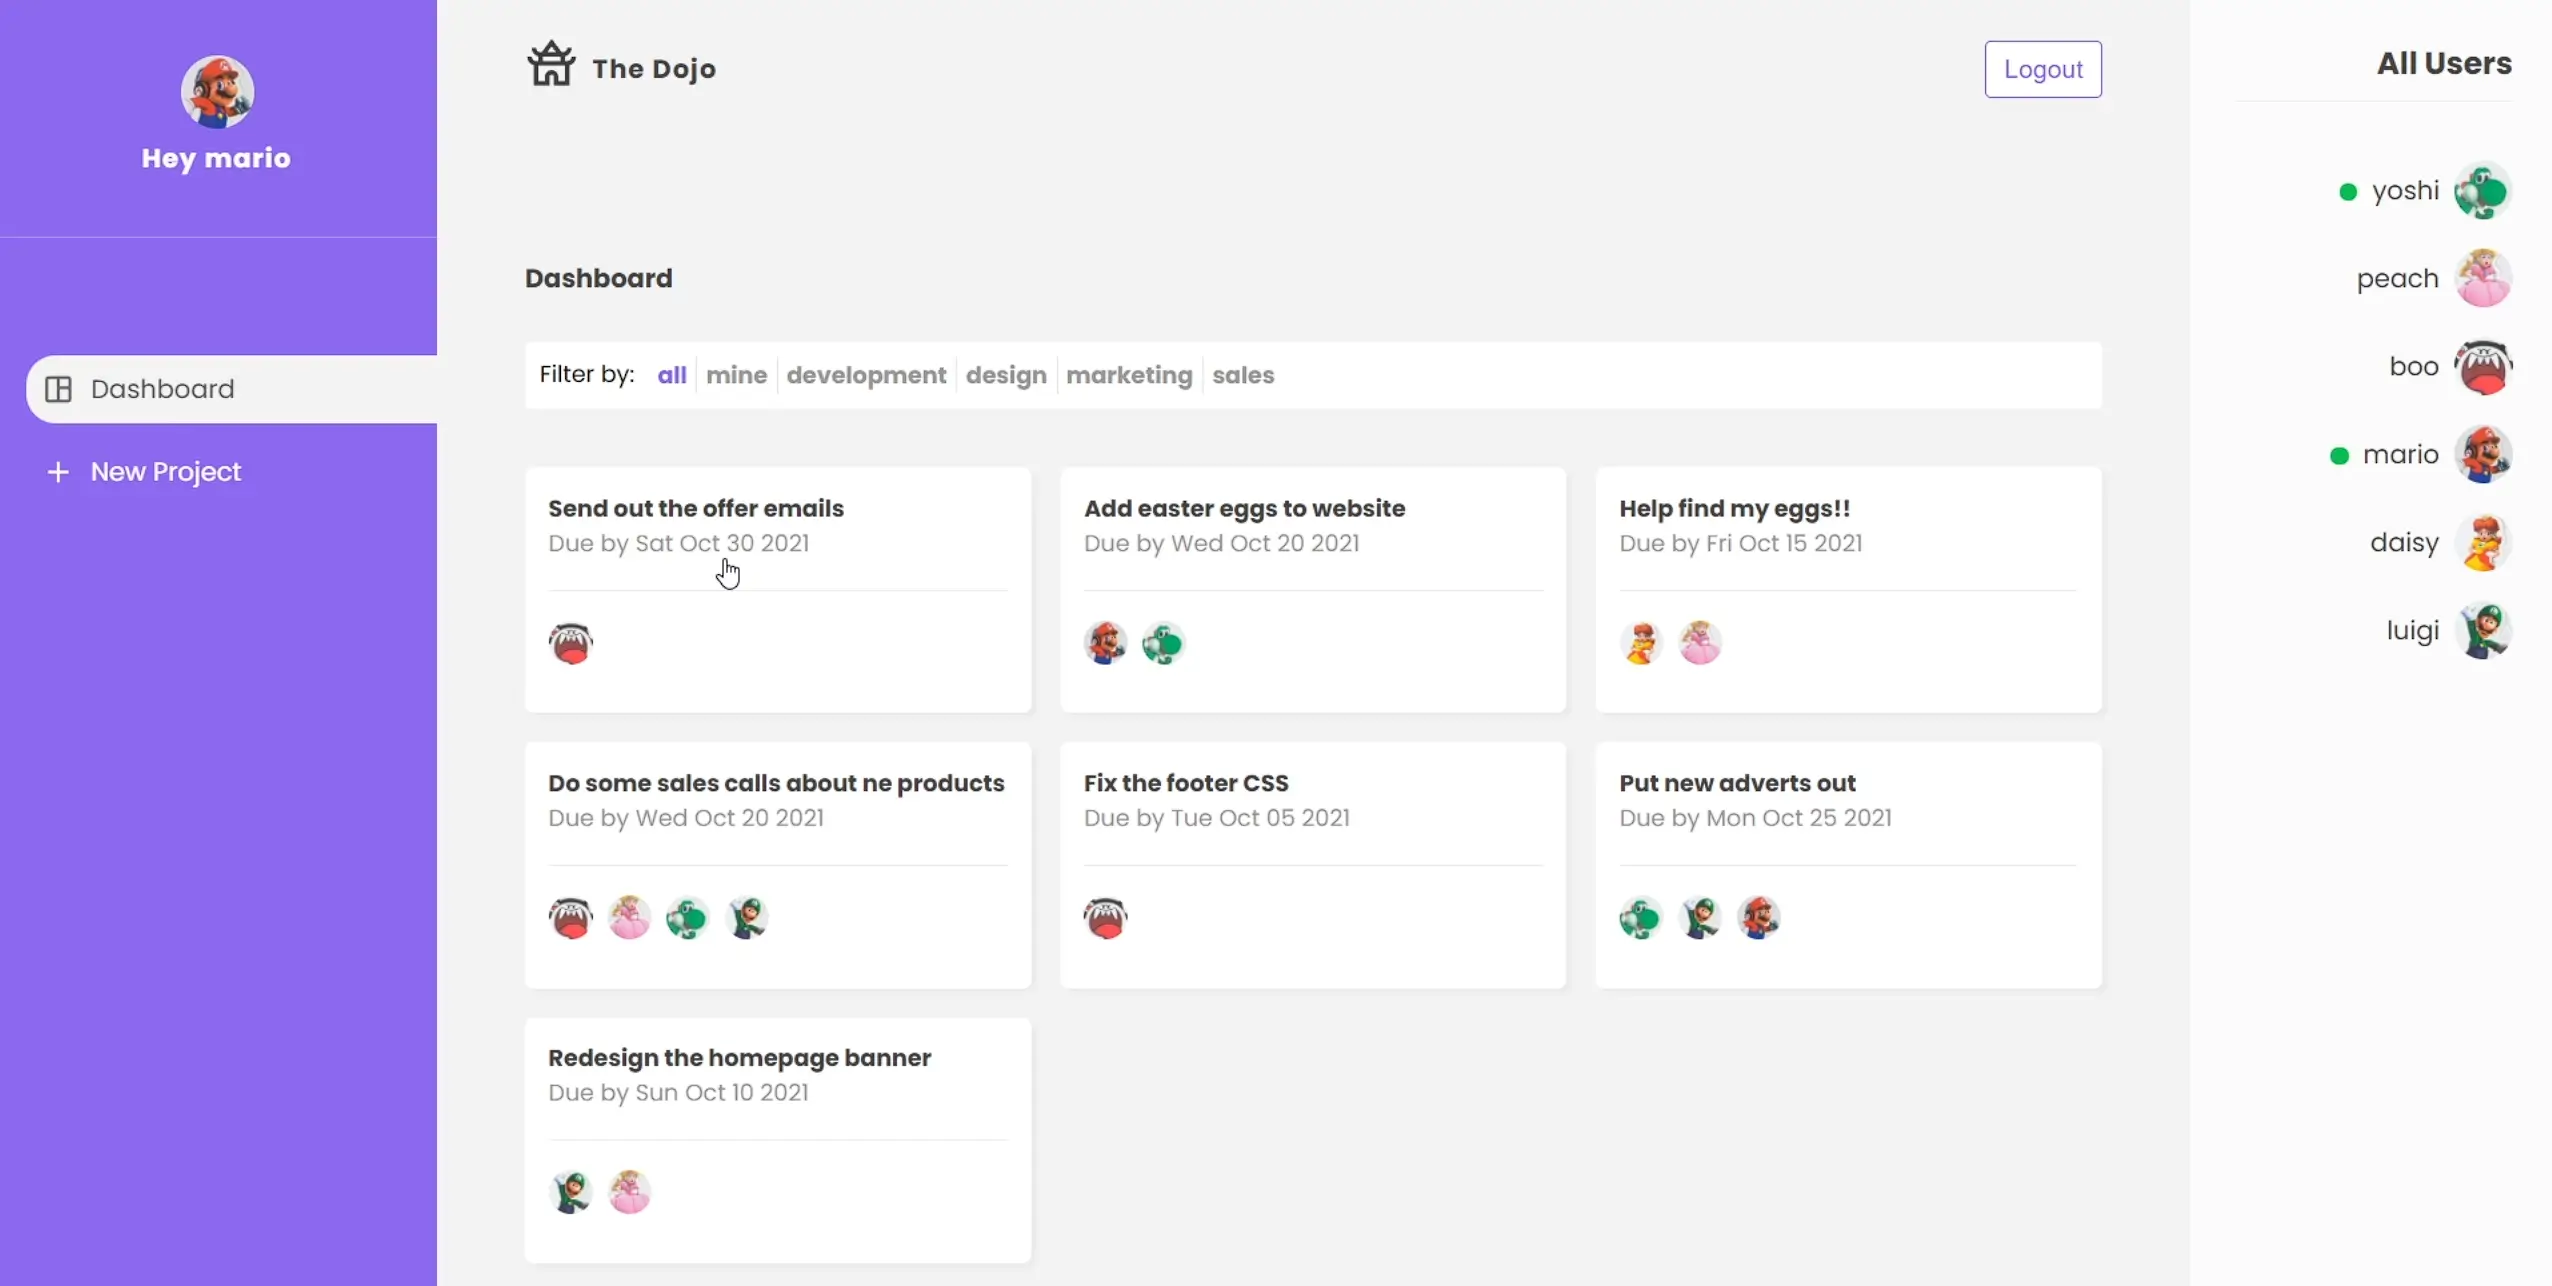 Hey mario
Dashboard
New Project
The Dojo
Logout
Dashboard
Filter by: all mine development design marketing sales
Send out the offer emails
Due by Sat Oct 30 2021
Add easter eggs to website
Due by Wed Oct 20 2021
Help find my eggs!!
Due by Fri Oct 15 2021
Do some sales calls about ne products
Due by Wed Oct 20 2021
Fix the footer CSS
Due by Tue Oct 05 2021
Put new adverts out
Due by Mon Oct 25 2021
Redesign the homepage banner
Due by Sun Oct 10 2021
All Users
yoshi
peach
boo
mario
daisy
luigi